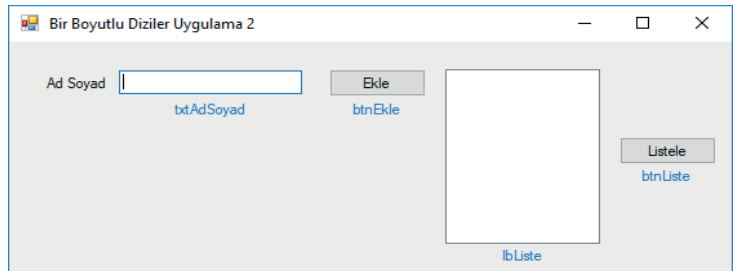 Bir Boyutlu Diziler Uygulama 2
Ad Soyad
Ekle
txtAdSoyad
btnEkle
Listele
btnListe
lbListe